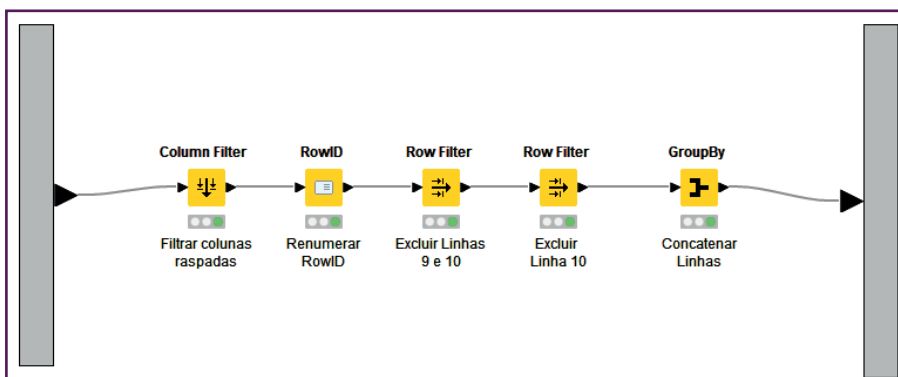 Column Filter
RowID
Row Filter
Row Filter
GroupBy
Filtrar colunas
raspadas
Renumerar
RowID
Excluir Linhas
9 e 10
Excluir
Linha 10
Concatenar
Linhas